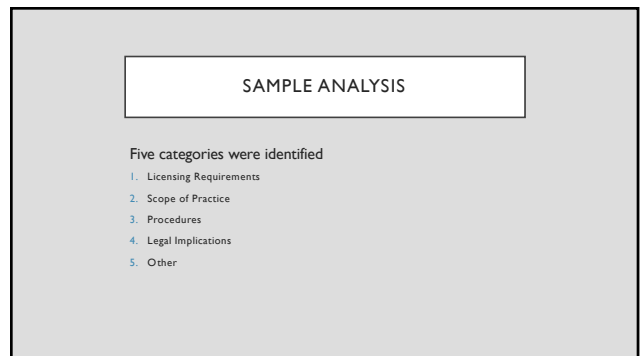 SAMPLE ANALYSIS
Five categories were identified
1. Licensing Requirements
2. Scope of Practice
3. Procedures
4. Legal Implications
5. Other